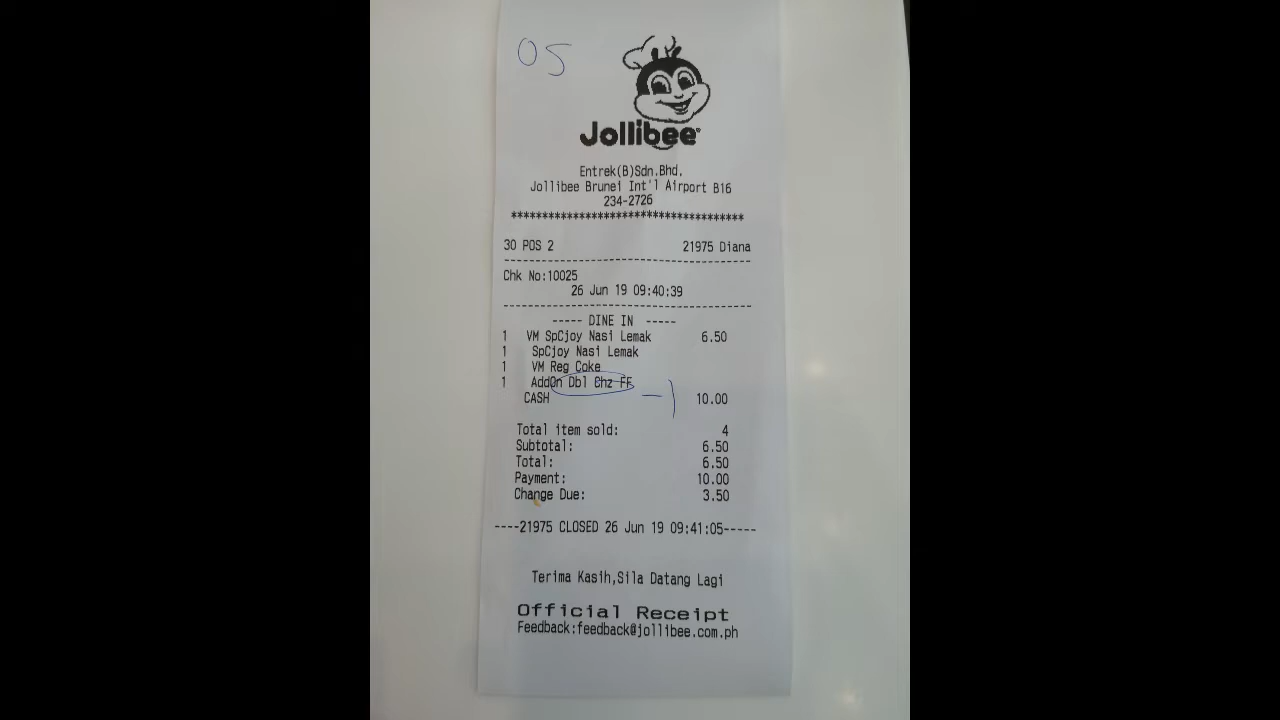 05
Jollibee
Entrek(B)Sdn.Bhd.
Jollibee Brunei Int'l Airport B16
234-2726
**************************************
30 POS 2 21975 Diana
----------------------------------------
Chk No:10025
26 Jun 19 09:40:39
----------------------------------------
----- DINE IN -----
1 VM SpCjoy Nasi Lemak 6.50
1 SpCjoy Nasi Lemak
1 VM Reg Coke
1 AddOn Dbl Chz FF
CASH 10.00
Total item sold: 4
Subtotal: 6.50
Total: 6.50
Payment: 10.00
Change Due: 3.50
----21975 CLOSED 26 Jun 19 09:41:05-----
Terima Kasih,Sila Datang Lagi
Official Receipt
Feedback:feedback@jollibee.com.ph